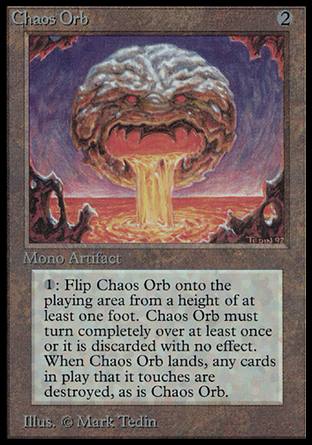 Chaos Orb 2
TEDIN 92
Mono Artifact
1: Flip Chaos Orb onto the
playing area from a height of at
least one foot. Chaos Orb must
turn completely over at least once
or it is discarded with no effect.
When Chaos Orb lands, any cards
in play that it touches are
destroyed, as is Chaos Orb.
Illus. © Mark Tedin